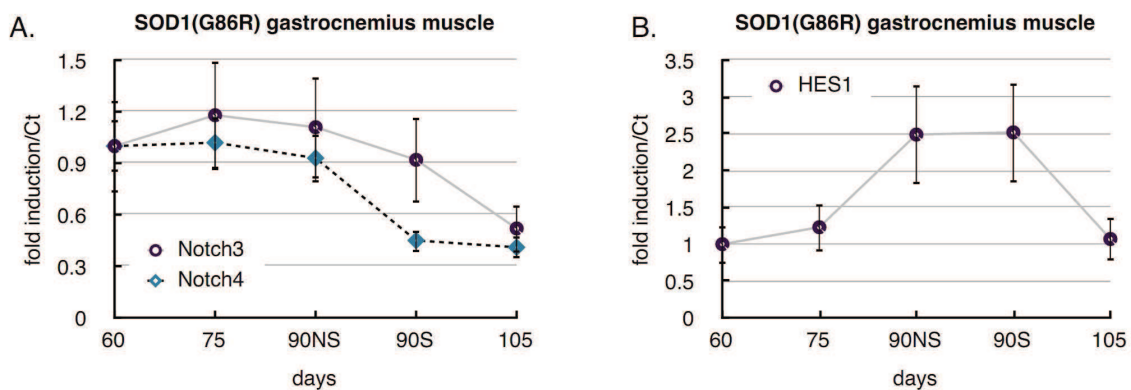 A.
SOD1(G86R) gastrocnemius muscle
fold induction/Ct
1.5
1.2
0.9
0.6
0.3
0
Notch3
Notch4
60 75 90NS 90S 105
days
B.
SOD1(G86R) gastrocnemius muscle
fold induction/Ct
3.5
3
2.5
2
1.5
1
0.5
0
HES1
60 75 90NS 90S 105
days